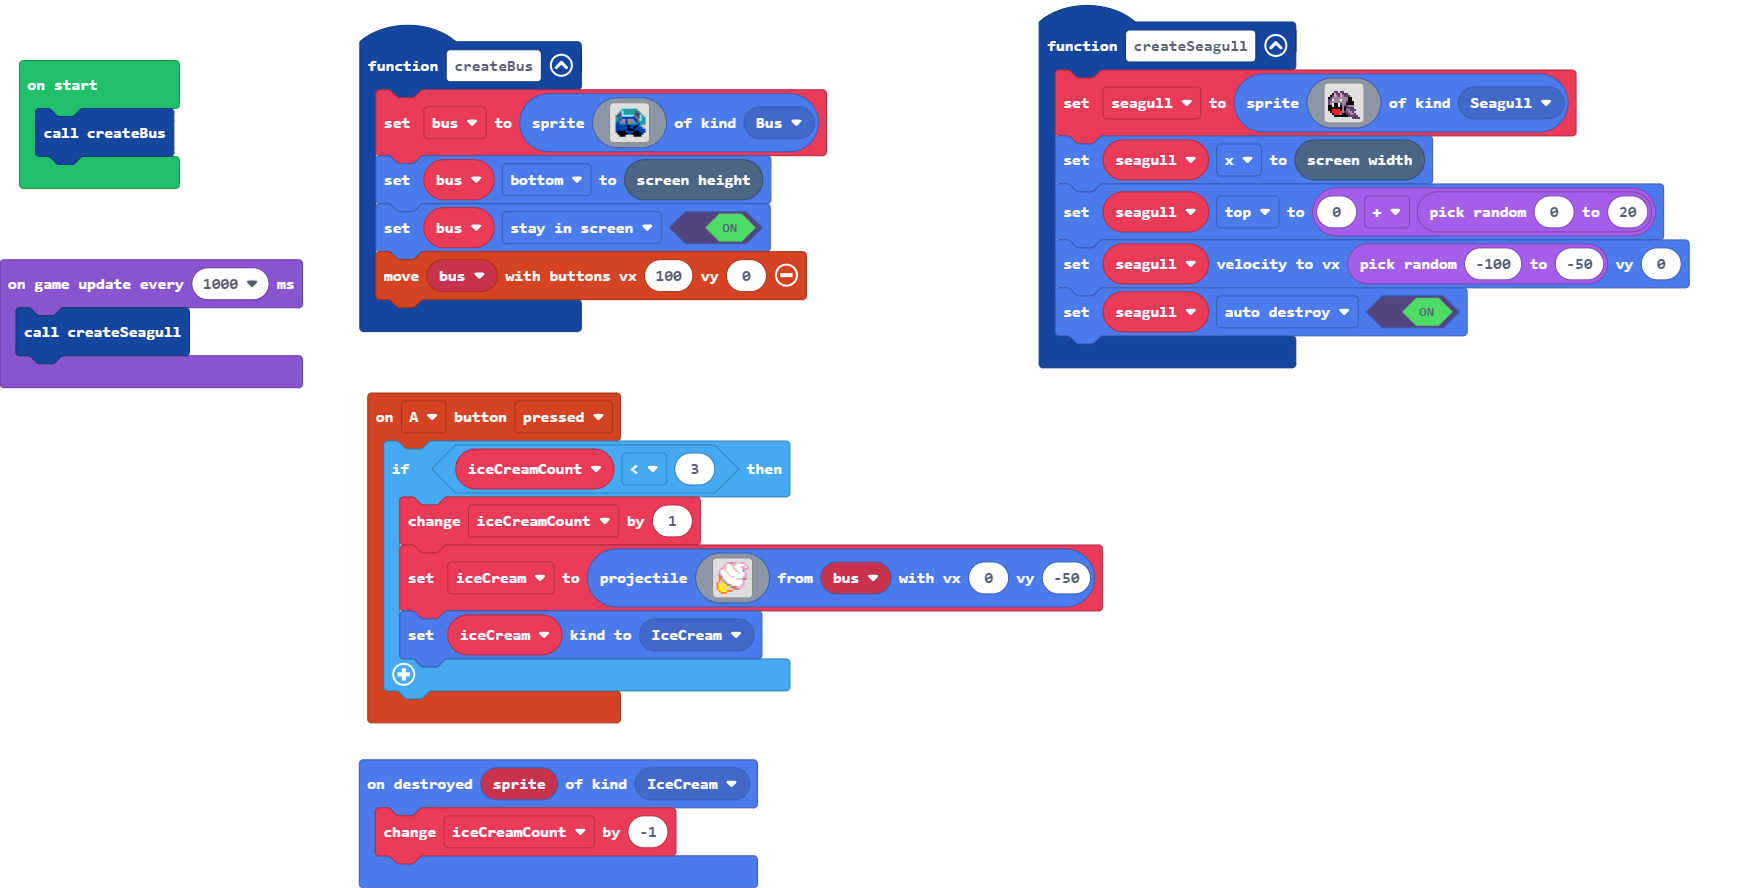 on start
call createBus
on game update every 1000 ms
call createSeagull
function createBus
set bus to sprite of kind Bus
set bus bottom to screen height
set bus stay in screen ON
move bus with buttons vx 100 vy 0
on A button pressed
if iceCreamCount < 3 then
change iceCreamCount by 1
set iceCream to projectile from bus with vx 0 vy -50
set iceCream kind to IceCream
on destroyed sprite of kind IceCream
change iceCreamCount by -1
function createSeagull
set seagull to sprite of kind Seagull
set seagull x to screen width
set seagull top to 0 + pick random 0 to 20
set seagull velocity to vx pick random -100 to -50 vy 0
set seagull auto destroy ON